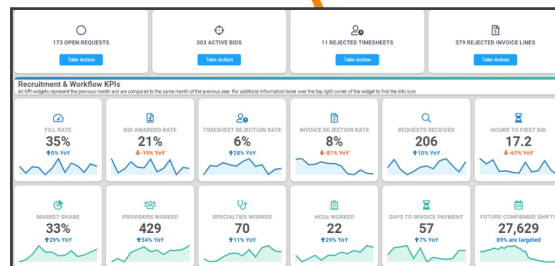 173 OPEN REQUESTS
303 ACTIVE BIDS
11 REJECTED TIMESHEETS
579 REJECTED INVOICE LINES
Take Action
Take Action
Take Action
Take Action
Recruitment & Workflow KPIs
All KPI widgets represent the previous month and are compared to the same month of the previous year. For additional information hover over the top right corner of the widget to find the info icon
FILL RATE
35%
0% YoY
BID AWARDED RATE
21%
-19% YoY
TIMESHEET REJECTION RATE
6%
28% YoY
INVOICE REJECTION RATE
8%
-81% YoY
REQUESTS RECEIVED
206
10% YoY
HOURS TO FIRST BID
17.2
-67% YoY
MARKET SHARE
33%
29% YoY
PROVIDERS WORKED
429
54% YoY
SPECIALTIES WORKED
70
11% YoY
HCOs WORKED
22
29% YoY
DAYS TO INVOICE PAYMENT
57
7% YoY
FUTURE CONFIRMED SHIFT
27,629
89% are targeted